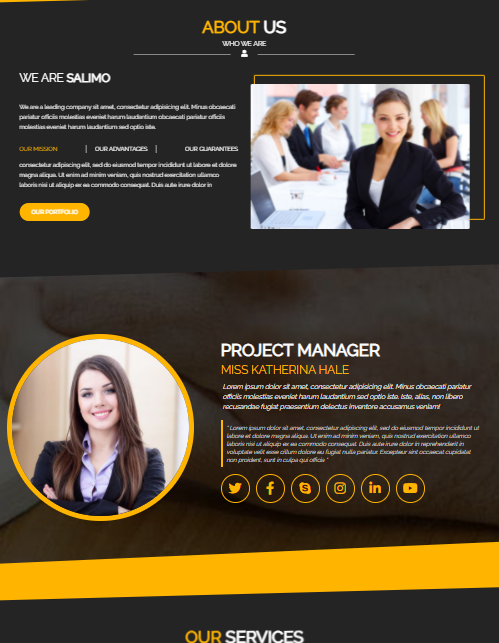 ABOUT US
WHO WE ARE
WE ARE SALIMO
We are a leading company sit amet, consectetur adipisicing elit. Minus obcaecati
pariatur officiis molestias eveniet harum laudantium obcaecati pariatur officiis
molestias eveniet harum laudantium sed optio iste.
OUR MISSION | OUR ADVANTAGES | OUR GUARANTEES
consectetur adipisicing elit, sed do eiusmod tempor incididunt ut labore et dolore
magna aliqua. Ut enim ad minim veniam, quis nostrud exercitation ullamco
laboris nisi ut aliquip ex ea commodo consequat. Duis aute irure dolor in
OUR PORTFOLIO
PROJECT MANAGER
MISS KATHERINA HALE
Lorem ipsum dolor sit amet, consectetur adipisicing elit. Minus obcaecati pariatur
officiis molestias eveniet harum laudantium sed optio iste. Iste, alias, non libero
recusandae fugiat praesentium delectus inventore accusamus veniam!
" Lorem ipsum dolor sit amet, consectetur adipisicing elit, sed do eiusmod tempor incididunt ut
labore et dolore magna aliqua. Ut enim ad minim veniam, quis nostrud exercitation ullamco
laboris nisi ut aliquip ex ea commodo consequat. Duis aute irure dolor in reprehenderit in
voluptate velit esse cillum dolore eu fugiat nulla pariatur. Excepteur sint occaecat cupidatat
non proident, sunt in culpa qui officia "
OUR SERVICES